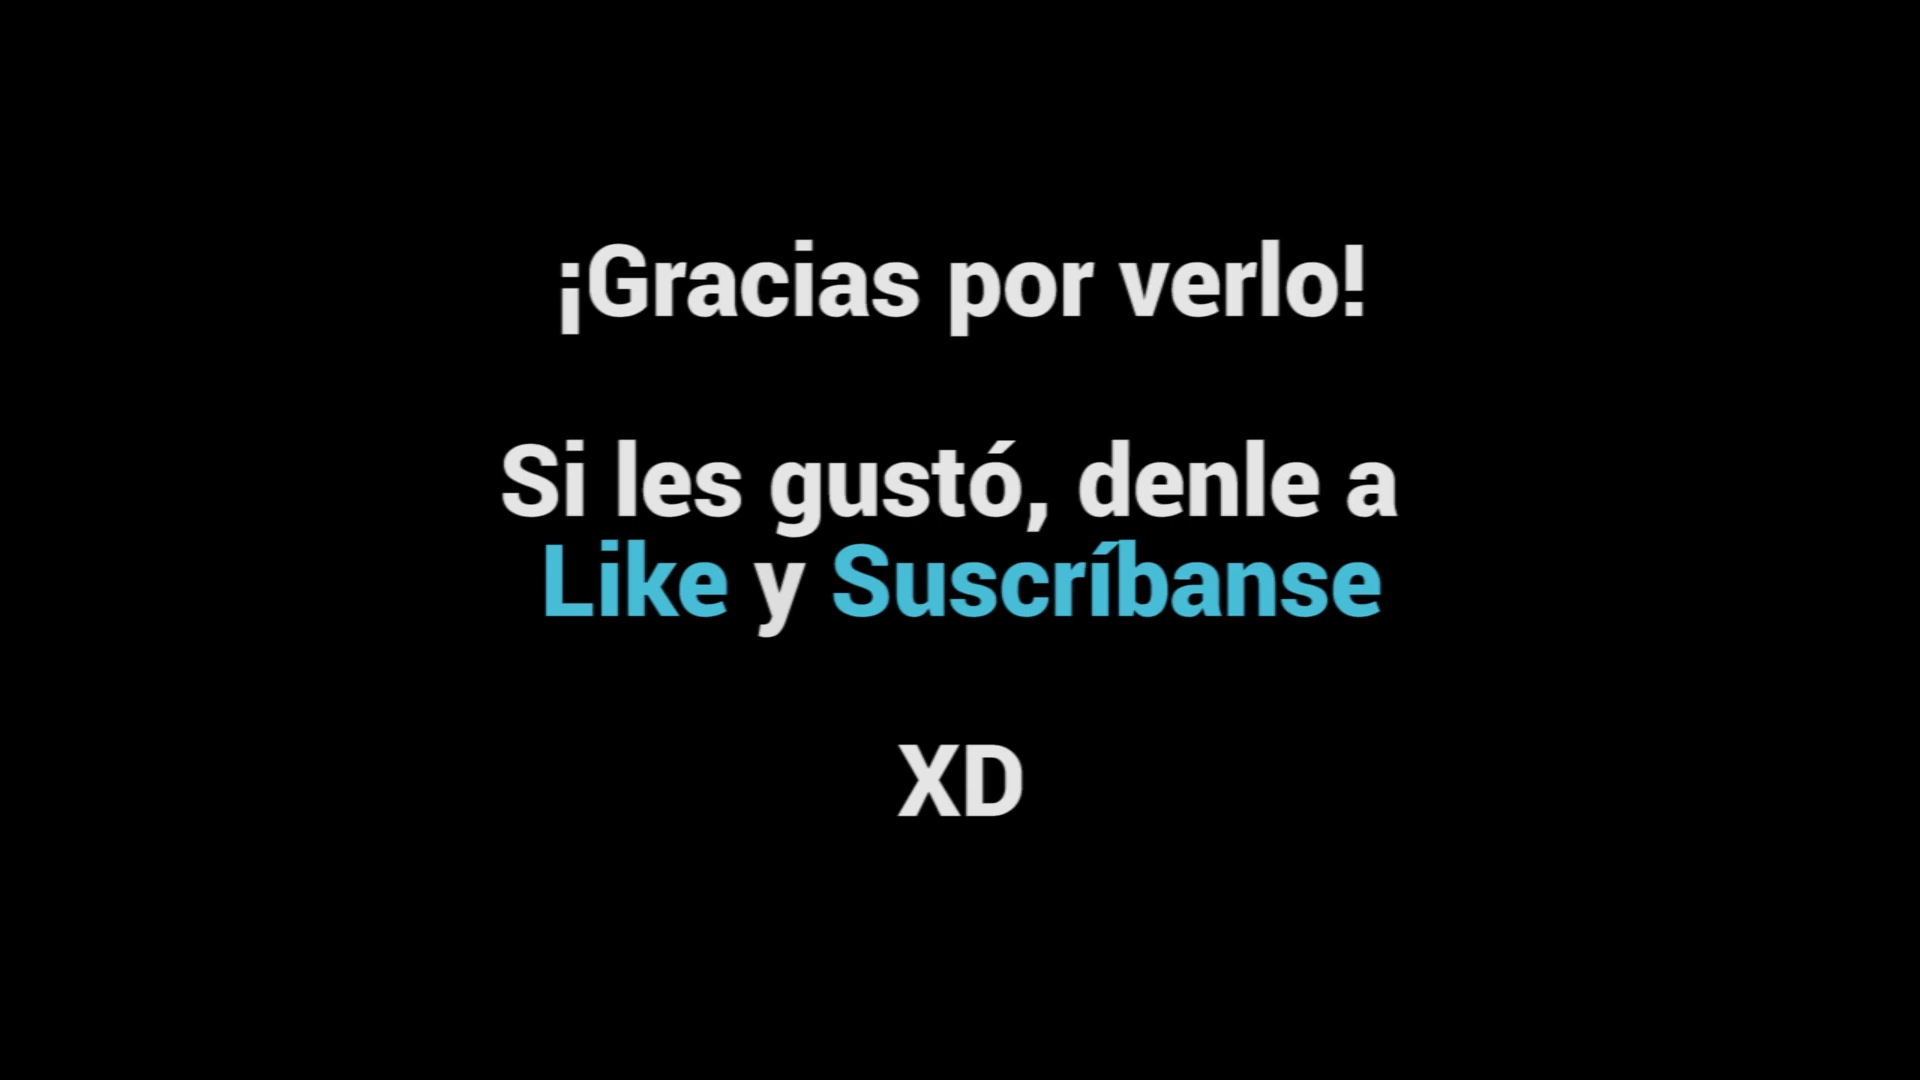 ¡Gracias por verlo!
Si les gustó, denle a
Like y Suscríbanse
XD